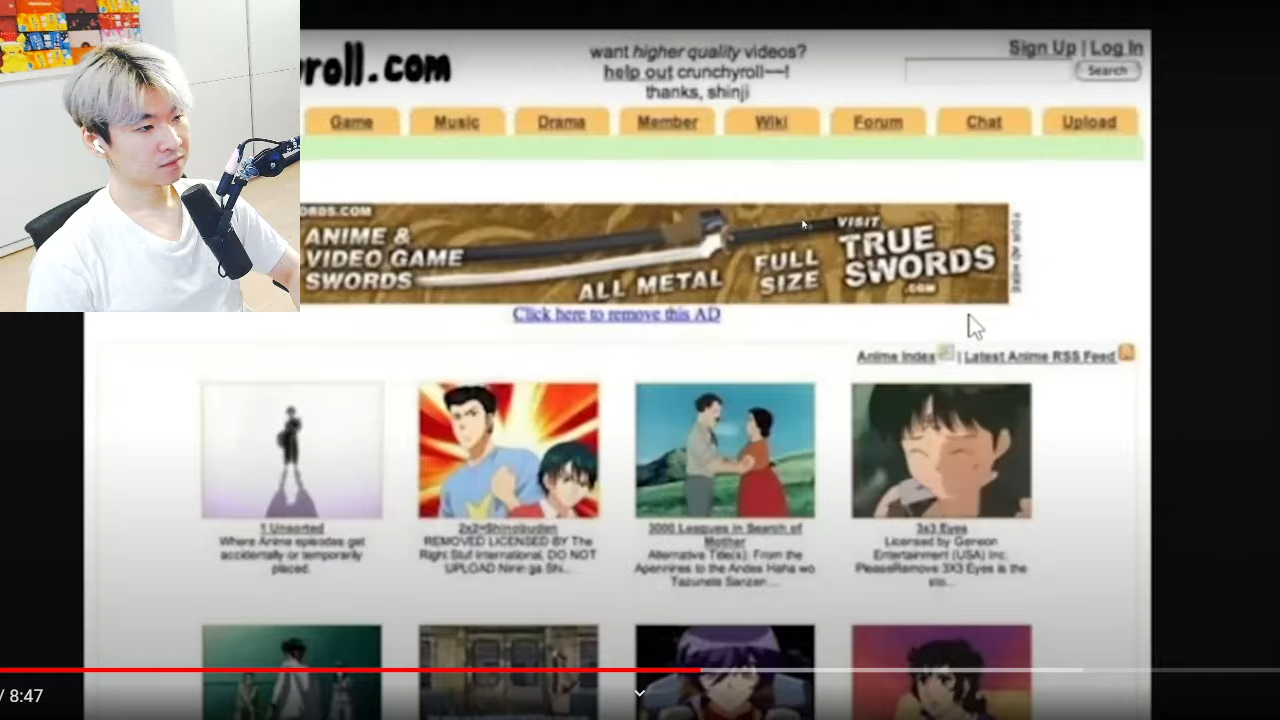 yroll.com
want higher quality videos?
help out crunchyroll~~!
thanks, shinji
Sign Up | Log In
Search
Game Music Drama Member Wiki Forum Chat Upload
ORDS.COM
ANIME &
VIDEO GAME
SWORDS
ALL METAL
FULL
SIZE
VISIT
TRUE
SWORDS
.COM
Click here to remove this AD
Anime Index | Latest Anime RSS Feed
1 Unsorted
Where Anime episodes get
accidentally or temporarily
placed.
2x2=Shinobuden
REMOVED LICENSED BY The
Right Stuf International, DO NOT
UPLOAD Ninin ga Shi...
3000 Leagues in Search of
Mother
Alternative Title(s): From the
Apennines to the Andes Haha wo
Tazunete Sanzen ...
3x3 Eyes
Licensed by Geneon
Entertainment (USA) Inc.
PleaseRemove 3X3 Eyes is the
sto...
/ 8:47